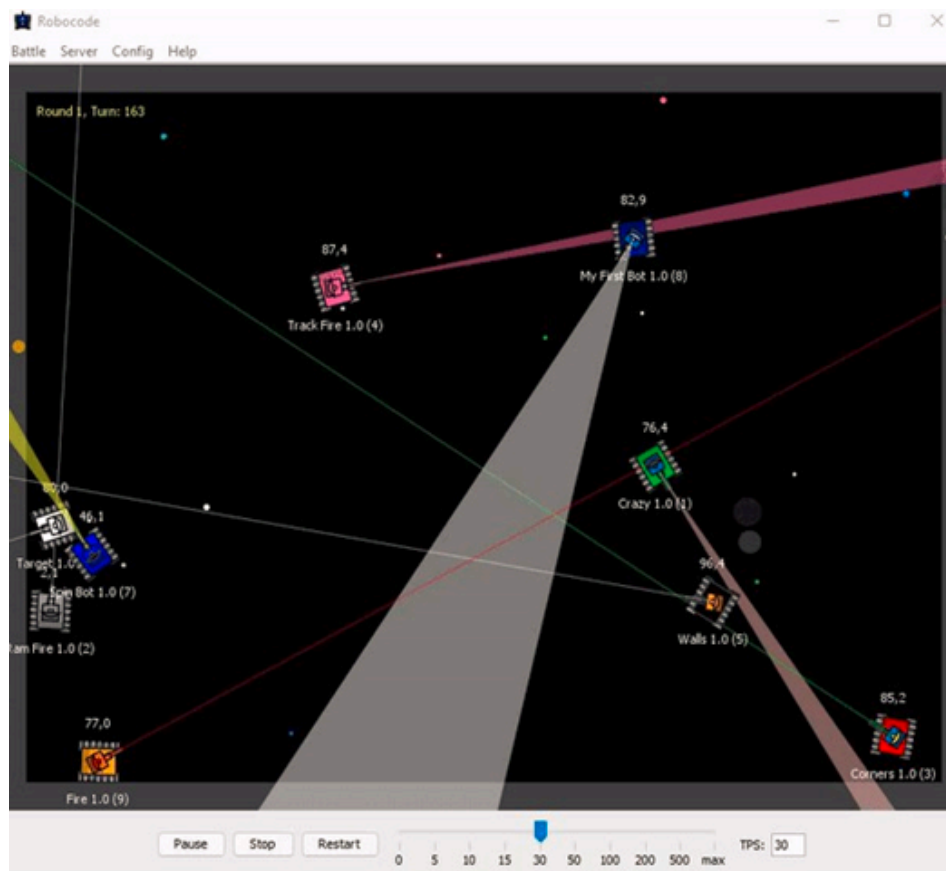 Robocode
Battle Server Config Help
Round 1, Turn: 163
82,9
My First Bot 1.0 (8)
87,4
Track Fire 1.0 (4)
76,4
Crazy 1.0 (1)
80,0
46,1
Target 1.0
Spin Bot 1.0 (7)
2,1
am Fire 1.0 (2)
96,4
Walls 1.0 (5)
85,2
Corners 1.0 (3)
77,0
Fire 1.0 (9)
Pause Stop Restart
0 5 10 15 30 50 100 200 500 max
TPS: 30